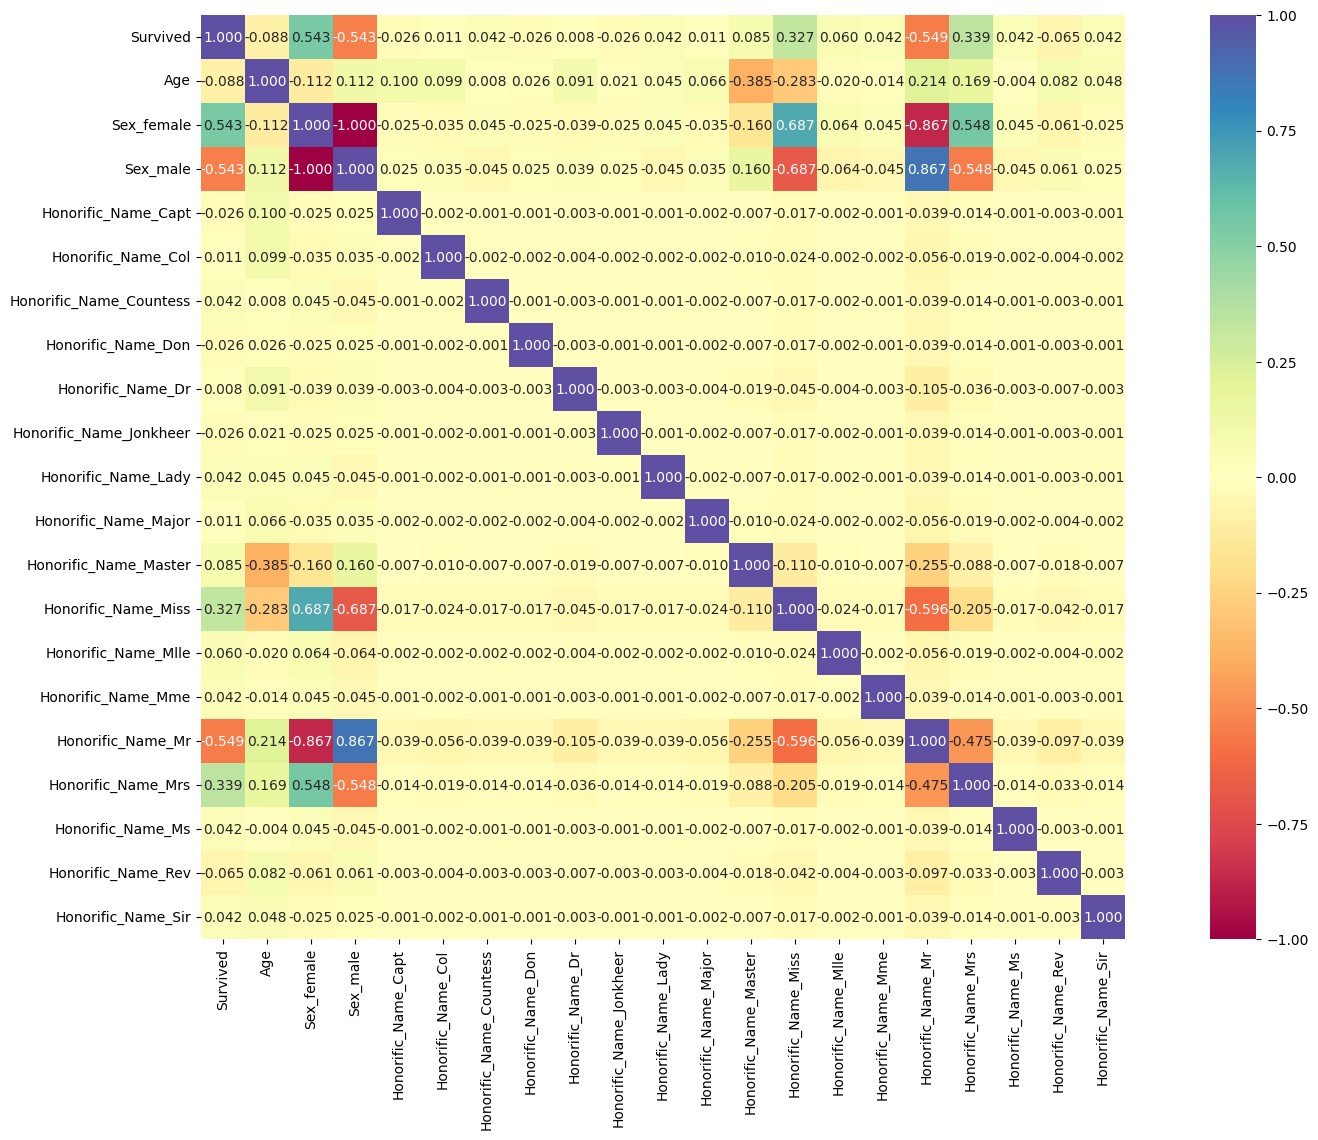 Survived 1.000 -0.088 0.543 -0.543 -0.026 0.011 0.042 -0.026 0.008 -0.026 0.042 0.011 0.085 0.327 0.060 0.042 -0.549 0.339 0.042 -0.065 0.042
Age -0.088 1.000 -0.112 0.112 0.100 0.099 0.008 0.026 0.091 0.021 0.045 0.066 -0.385 -0.283 -0.020 -0.014 0.214 0.169 -0.004 0.082 0.048
Sex_female 0.543 -0.112 1.000 -1.000 -0.025 -0.035 0.045 -0.025 -0.039 -0.025 0.045 -0.035 -0.160 0.687 0.064 0.045 -0.867 0.548 0.045 -0.061 -0.025
Sex_male -0.543 0.112 -1.000 1.000 0.025 0.035 -0.045 0.025 0.039 0.025 -0.045 0.035 0.160 -0.687 -0.064 -0.045 0.867 -0.548 -0.045 0.061 0.025
Honorific_Name_Capt -0.026 0.100 -0.025 0.025 1.000 -0.002 -0.001 -0.001 -0.003 -0.001 -0.001 -0.002 -0.007 -0.017 -0.002 -0.001 -0.039 -0.014 -0.001 -0.003 -0.001
Honorific_Name_Col 0.011 0.099 -0.035 0.035 -0.002 1.000 -0.002 -0.002 -0.004 -0.002 -0.002 -0.002 -0.010 -0.024 -0.002 -0.002 -0.056 -0.019 -0.002 -0.004 -0.002
Honorific_Name_Countess 0.042 0.008 0.045 -0.045 -0.001 -0.002 1.000 -0.001 -0.003 -0.001 -0.001 -0.002 -0.007 -0.017 -0.002 -0.001 -0.039 -0.014 -0.001 -0.003 -0.001
Honorific_Name_Don -0.026 0.026 -0.025 0.025 -0.001 -0.002 -0.001 1.000 -0.003 -0.001 -0.001 -0.002 -0.007 -0.017 -0.002 -0.001 -0.039 -0.014 -0.001 -0.003 -0.001
Honorific_Name_Dr 0.008 0.091 -0.039 0.039 -0.003 -0.004 -0.003 -0.003 1.000 -0.003 -0.003 -0.004 -0.019 -0.045 -0.004 -0.003 -0.105 -0.036 -0.003 -0.007 -0.003
Honorific_Name_Jonkheer -0.026 0.021 -0.025 0.025 -0.001 -0.002 -0.001 -0.001 -0.003 1.000 -0.001 -0.002 -0.007 -0.017 -0.002 -0.001 -0.039 -0.014 -0.001 -0.003 -0.001
Honorific_Name_Lady 0.042 0.045 0.045 -0.045 -0.001 -0.002 -0.001 -0.001 -0.003 -0.001 1.000 -0.002 -0.007 -0.017 -0.002 -0.001 -0.039 -0.014 -0.001 -0.003 -0.001
Honorific_Name_Major 0.011 0.066 -0.035 0.035 -0.002 -0.002 -0.002 -0.002 -0.004 -0.002 -0.002 1.000 -0.010 -0.024 -0.002 -0.002 -0.056 -0.019 -0.002 -0.004 -0.002
Honorific_Name_Master 0.085 -0.385 -0.160 0.160 -0.007 -0.010 -0.007 -0.007 -0.019 -0.007 -0.007 -0.010 1.000 -0.110 -0.010 -0.007 -0.255 -0.088 -0.007 -0.018 -0.007
Honorific_Name_Miss 0.327 -0.283 0.687 -0.687 -0.017 -0.024 -0.017 -0.017 -0.045 -0.017 -0.017 -0.024 -0.110 1.000 -0.024 -0.017 -0.596 -0.205 -0.017 -0.042 -0.017
Honorific_Name_Mlle 0.060 -0.020 0.064 -0.064 -0.002 -0.002 -0.002 -0.002 -0.004 -0.002 -0.002 -0.002 -0.010 -0.024 1.000 -0.002 -0.056 -0.019 -0.002 -0.004 -0.002
Honorific_Name_Mme 0.042 -0.014 0.045 -0.045 -0.001 -0.002 -0.001 -0.001 -0.003 -0.001 -0.001 -0.002 -0.007 -0.017 -0.002 1.000 -0.039 -0.014 -0.001 -0.003 -0.001
Honorific_Name_Mr -0.549 0.214 -0.867 0.867 -0.039 -0.056 -0.039 -0.039 -0.105 -0.039 -0.039 -0.056 -0.255 -0.596 -0.056 -0.039 1.000 -0.475 -0.039 -0.097 -0.039
Honorific_Name_Mrs 0.339 0.169 0.548 -0.548 -0.014 -0.019 -0.014 -0.014 -0.036 -0.014 -0.014 -0.019 -0.088 -0.205 -0.019 -0.014 -0.475 1.000 -0.014 -0.033 -0.014
Honorific_Name_Ms 0.042 -0.004 0.045 -0.045 -0.001 -0.002 -0.001 -0.001 -0.003 -0.001 -0.001 -0.002 -0.007 -0.017 -0.002 -0.001 -0.039 -0.014 1.000 -0.003 -0.001
Honorific_Name_Rev -0.065 0.082 -0.061 0.061 -0.003 -0.004 -0.003 -0.003 -0.007 -0.003 -0.003 -0.004 -0.018 -0.042 -0.004 -0.003 -0.097 -0.033 -0.003 1.000 -0.003
Honorific_Name_Sir 0.042 0.048 -0.025 0.025 -0.001 -0.002 -0.001 -0.001 -0.003 -0.001 -0.001 -0.002 -0.007 -0.017 -0.002 -0.001 -0.039 -0.014 -0.001 -0.003 1.000
Survived
Age
Sex_female
Sex_male
Honorific_Name_Capt
Honorific_Name_Col
Honorific_Name_Countess
Honorific_Name_Don
Honorific_Name_Dr
Honorific_Name_Jonkheer
Honorific_Name_Lady
Honorific_Name_Major
Honorific_Name_Master
Honorific_Name_Miss
Honorific_Name_Mlle
Honorific_Name_Mme
Honorific_Name_Mr
Honorific_Name_Mrs
Honorific_Name_Ms
Honorific_Name_Rev
Honorific_Name_Sir
1.00
0.75
0.50
0.25
0.00
−0.25
−0.50
−0.75
−1.00